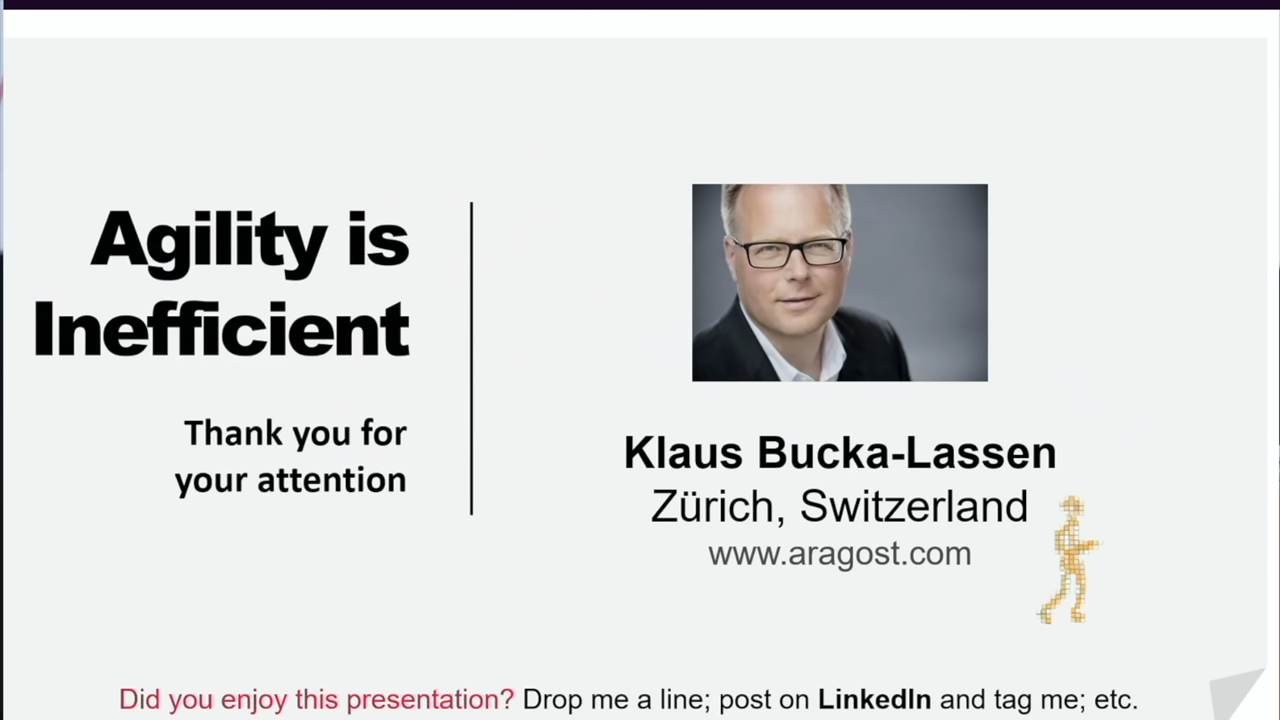 Agility is
Inefficient
Thank you for
your attention
Klaus Bucka-Lassen
Zürich, Switzerland
www.aragost.com
Did you enjoy this presentation? Drop me a line; post on LinkedIn and tag me; etc.